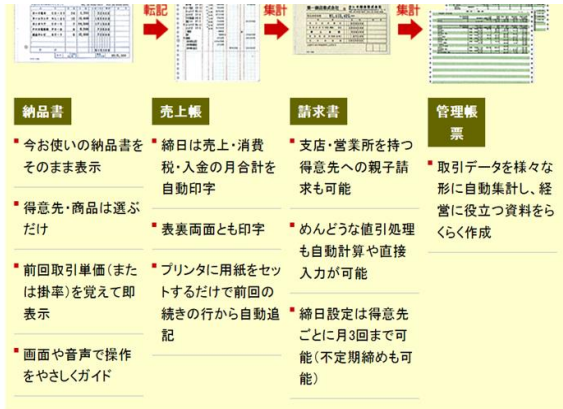 転記
集計
集計
納品書
今お使いの納品書を
そのまま表示
得意先・商品は選ぶ
だけ
前回取引単価(また
は掛率)を覚えて即
表示
画面や音声で操作
をやさしくガイド
売上帳
締日は売上・消費
税・入金の月合計を
自動印字
表裏両面とも印字
プリンタに用紙をセッ
トするだけで前回の
続きの行から自動追
記
請求書
支店・営業所を持つ
得意先への親子請
求も可能
めんどうな値引処理
も自動計算や直接
入力が可能
締日設定は得意先
ごとに月3回まで可
能(不定期締めも可
能)
管理帳
票
取引データを様々な
形に自動集計し、経
営に役立つ資料をら
くらく作成